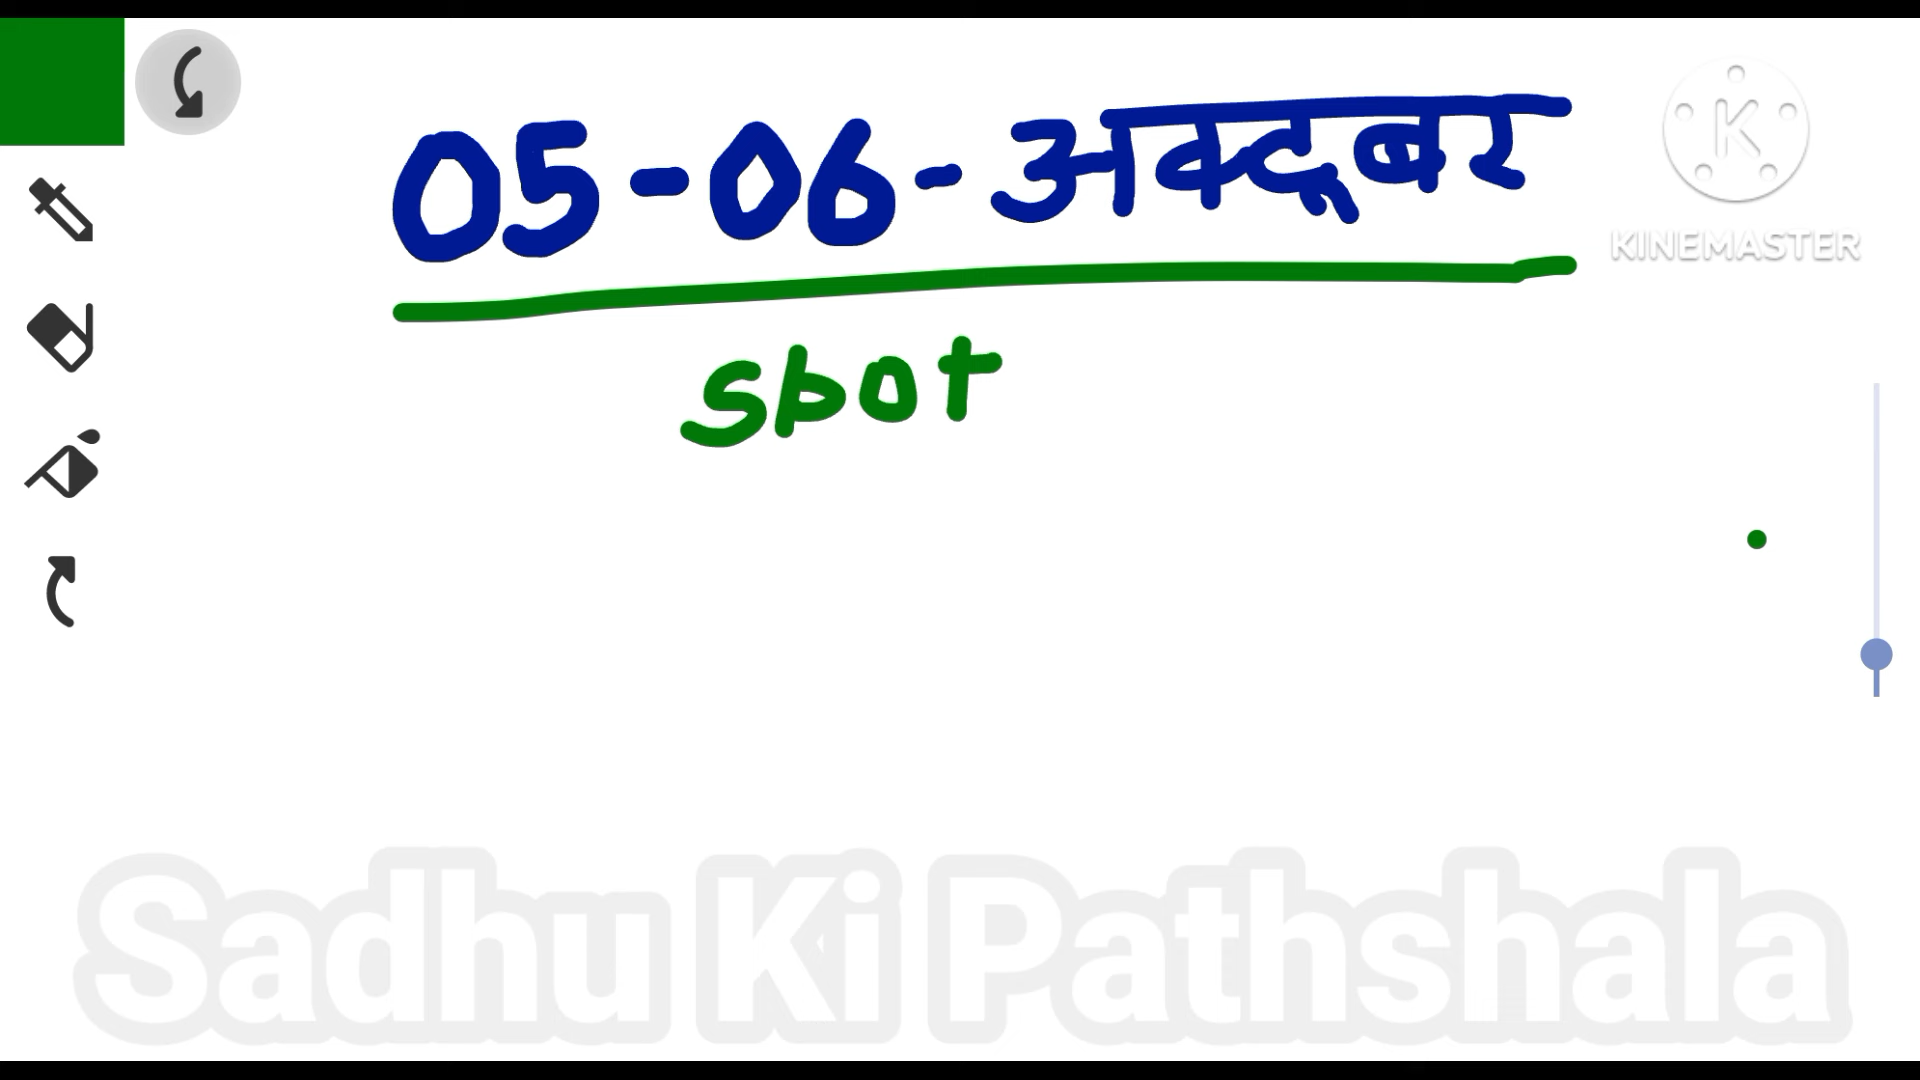 05-06-अक्टूबर
spot
K
KINEMASTER
Sadhu Ki Pathshala